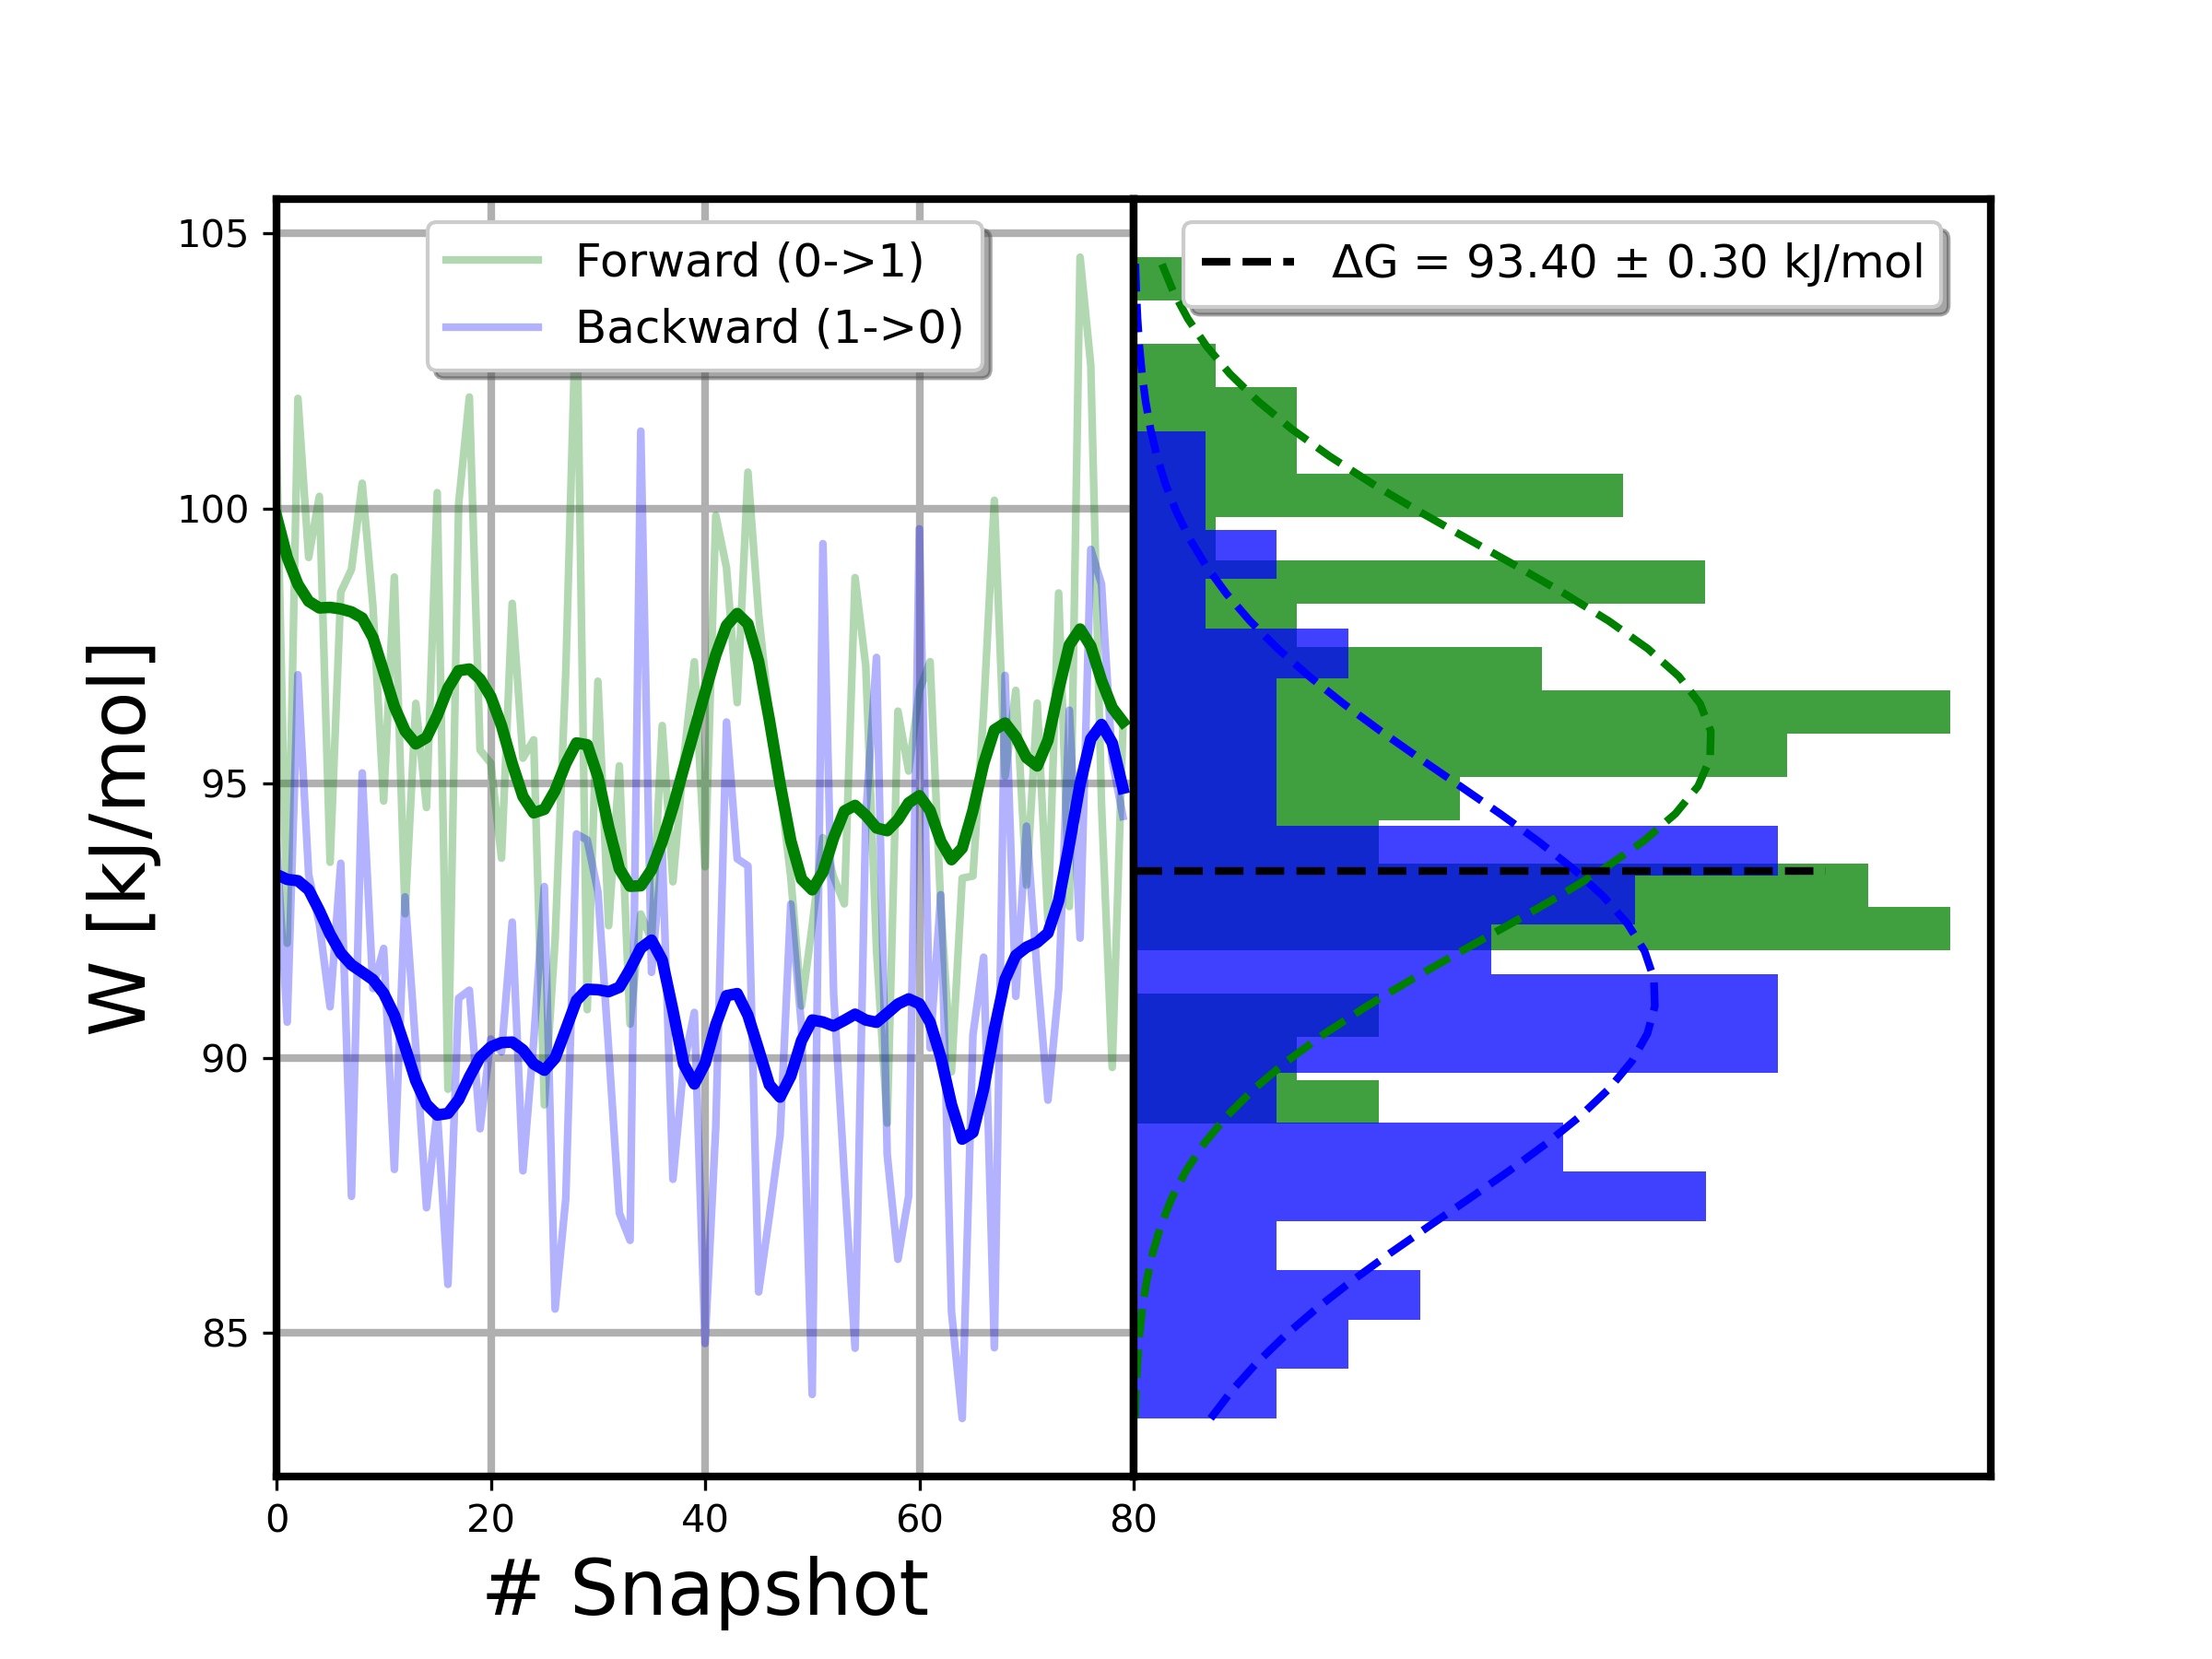 105
100
95
90
85
W [kJ/mol]
Forward (0->1)
Backward (1->0)
ΔG = 93.40 ± 0.30 kJ/mol
0 20 40 60 80
# Snapshot